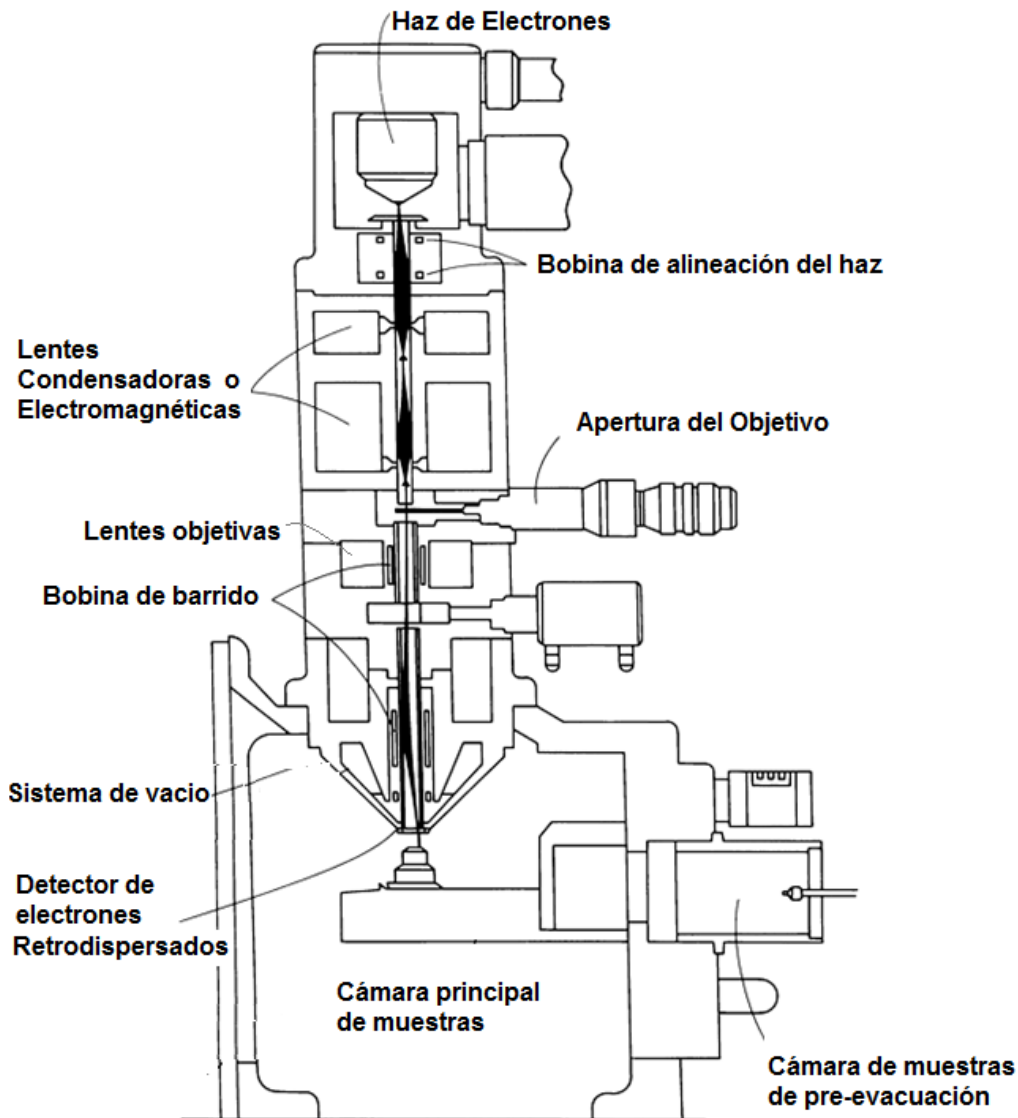 Haz de Electrones
Bobina de alineación del haz
Lentes
Condensadoras o
Electromagnéticas
Apertura del Objetivo
Lentes objetivas
Bobina de barrido
Sistema de vacio
Detector de
electrones
Retrodispersados
Cámara principal
de muestras
Cámara de muestras
de pre-evacuación